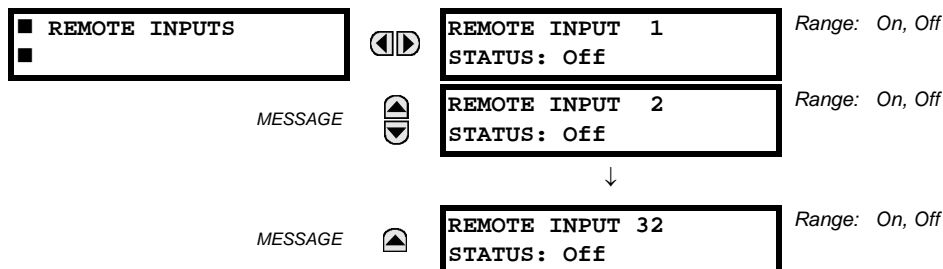 ■ REMOTE INPUTS
■
REMOTE INPUT 1
STATUS: Off
Range: On, Off
MESSAGE
REMOTE INPUT 2
STATUS: Off
Range: On, Off
↓
MESSAGE
REMOTE INPUT 32
STATUS: Off
Range: On, Off